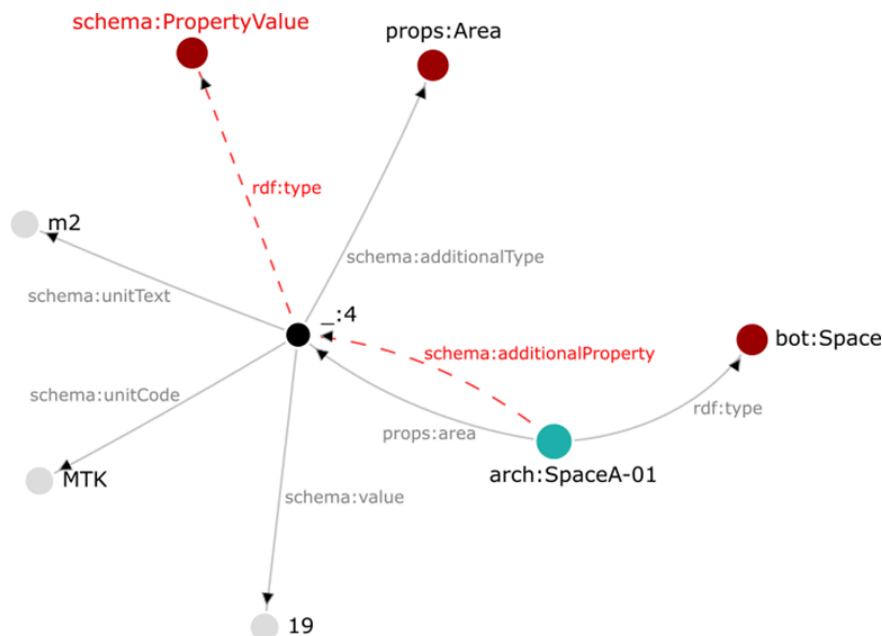 schema:PropertyValue
props:Area
rdf:type
m2
schema:additionalType
schema:unitText
_:4
schema:additionalProperty
bot:Space
schema:unitCode
rdf:type
props:area
MTK
arch:SpaceA-01
schema:value
19